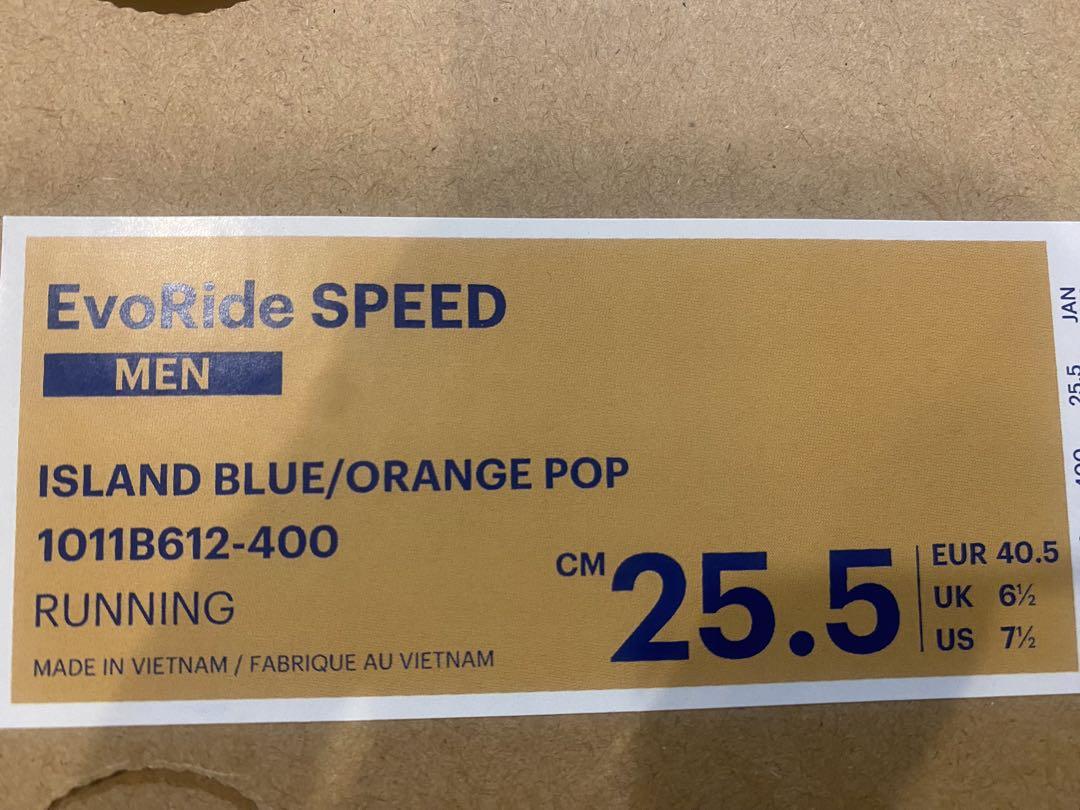 EvoRide SPEED
MEN
ISLAND BLUE/ORANGE POP
1011B612-400
RUNNING
MADE IN VIETNAM / FABRIQUE AU VIETNAM
CM 25.5
EUR 40.5
UK 6½
US 7½
25.5 JAN